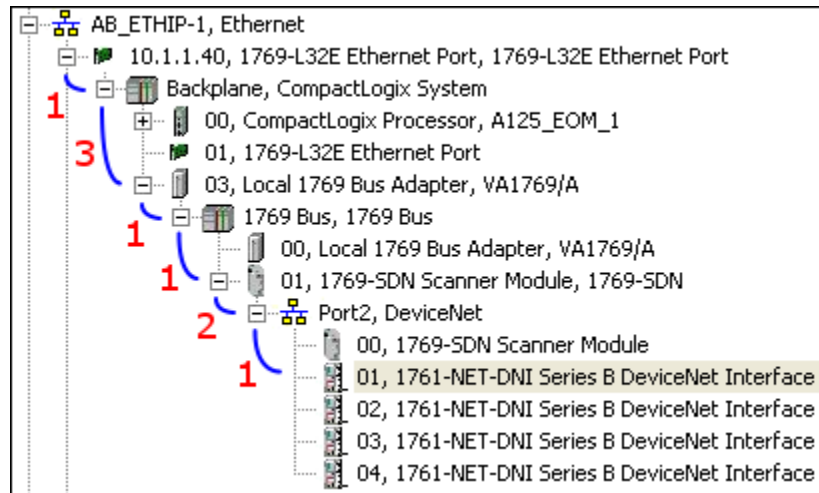 AB_ETHIP-1, Ethernet
10.1.1.40, 1769-L32E Ethernet Port, 1769-L32E Ethernet Port
1
Backplane, CompactLogix System
00, CompactLogix Processor, A125_EOM_1
3
01, 1769-L32E Ethernet Port
03, Local 1769 Bus Adapter, VA1769/A
1
1769 Bus, 1769 Bus
00, Local 1769 Bus Adapter, VA1769/A
1
01, 1769-SDN Scanner Module, 1769-SDN
2
Port2, DeviceNet
00, 1769-SDN Scanner Module
1
01, 1761-NET-DNI Series B DeviceNet Interface
02, 1761-NET-DNI Series B DeviceNet Interface
03, 1761-NET-DNI Series B DeviceNet Interface
04, 1761-NET-DNI Series B DeviceNet Interface